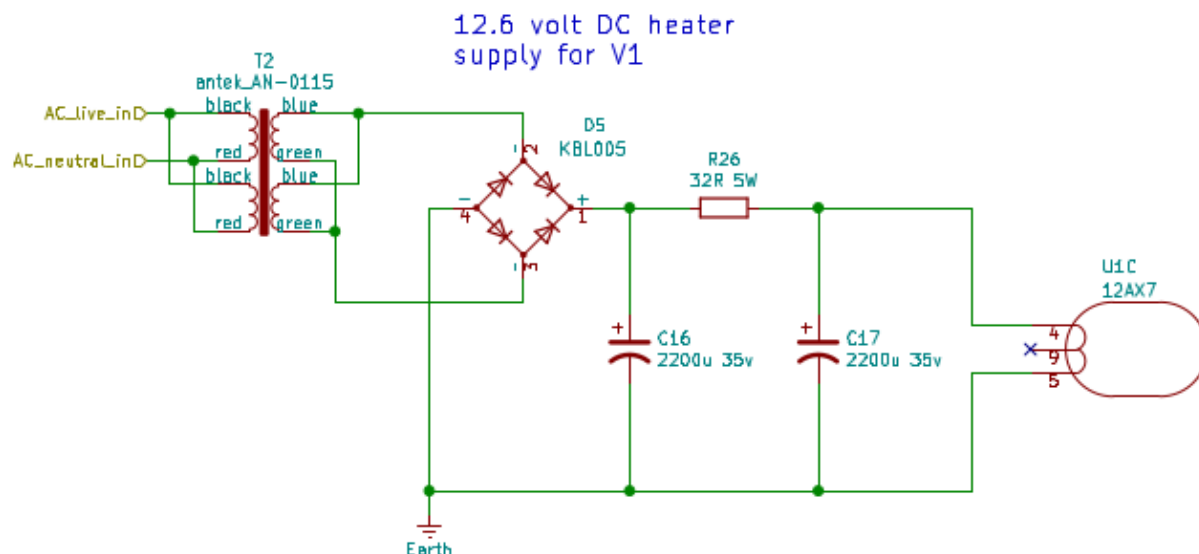 12.6 volt DC heater
supply for V1
T2
antek_AN-0115
AC_live_in
AC_neutral_in
black
blue
red
green
black
blue
red
green
D5
KBL005
2
-
4
+
1
3
R26
32R 5W
+
C16
2200u 35v
+
C17
2200u 35v
U1C
12AX7
4
9
5
Earth